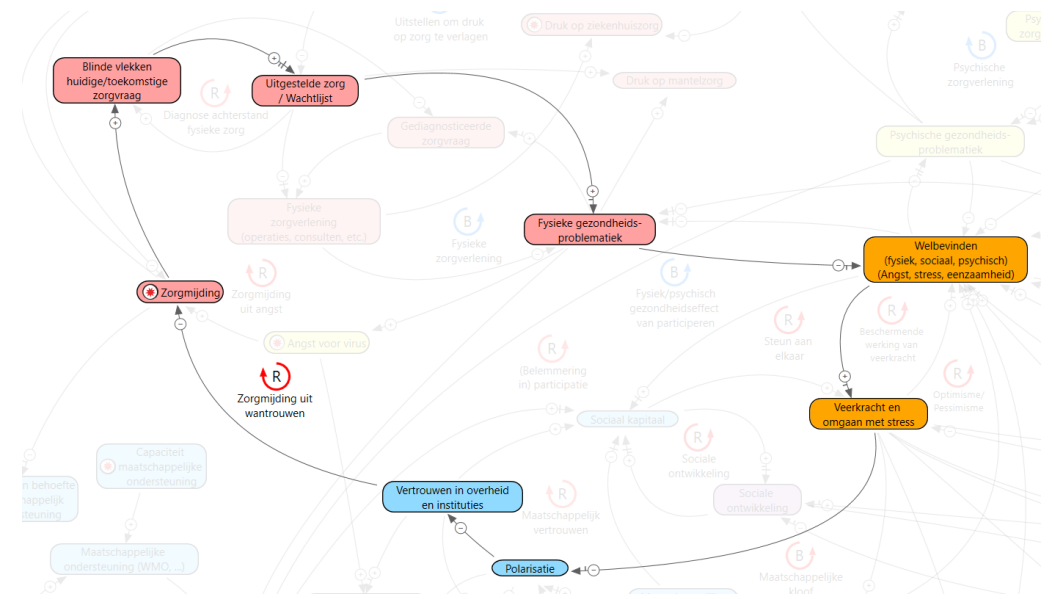 Uitstellen om druk
op zorg te verlagen
Druk op ziekenhuiszorg
B
Psychische
zorgverlening
Blinde vlekken
huidige/toekomstige
zorgvraag
Uitgestelde zorg
/ Wachtlijst
Druk op mantelzorg
R
Diagnose achterstand
fysieke zorg
Gediagnosticeerde
zorgvraag
Psychische gezondheids-
problematiek
Fysieke
zorgverlening
(operaties, consulten, etc.)
B
Fysieke
zorgverlening
Fysieke gezondheids-
problematiek
Welbevinden
(fysiek, sociaal, psychisch)
(Angst, stress, eenzaamheid)
Zorgmijding
R
Zorgmijding
uit angst
B
Fysiek/psychisch
gezondheidseffect
van participeren
R
Steun aan
elkaar
R
Beschermende
werking van
veerkracht
Angst voor virus
R
(Belemmering
in) participatie
R
Zorgmijding uit
wantrouwen
R
Optimisme/
Pessimisme
Veerkracht en
omgaan met stress
Sociaal kapitaal
R
Sociale
ontwikkeling
Capaciteit
maatschappelijke
ondersteuning
n behoefte
happelijk
steuning
Vertrouwen in overheid
en instituties
R
Maatschappelijk
vertrouwen
Sociale
ontwikkeling
Maatschappelijke
ondersteuning (WMO, ...)
Polarisatie
B
Maatschappelijke
kloof